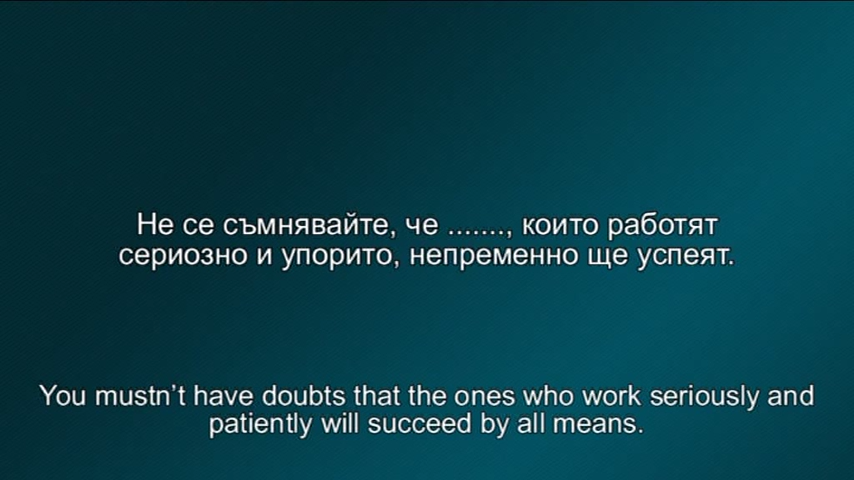 Не се съмнявайте, че ......., които работят
сериозно и упорито, непременно ще успеят.
You mustn’t have doubts that the ones who work seriously and
patiently will succeed by all means.